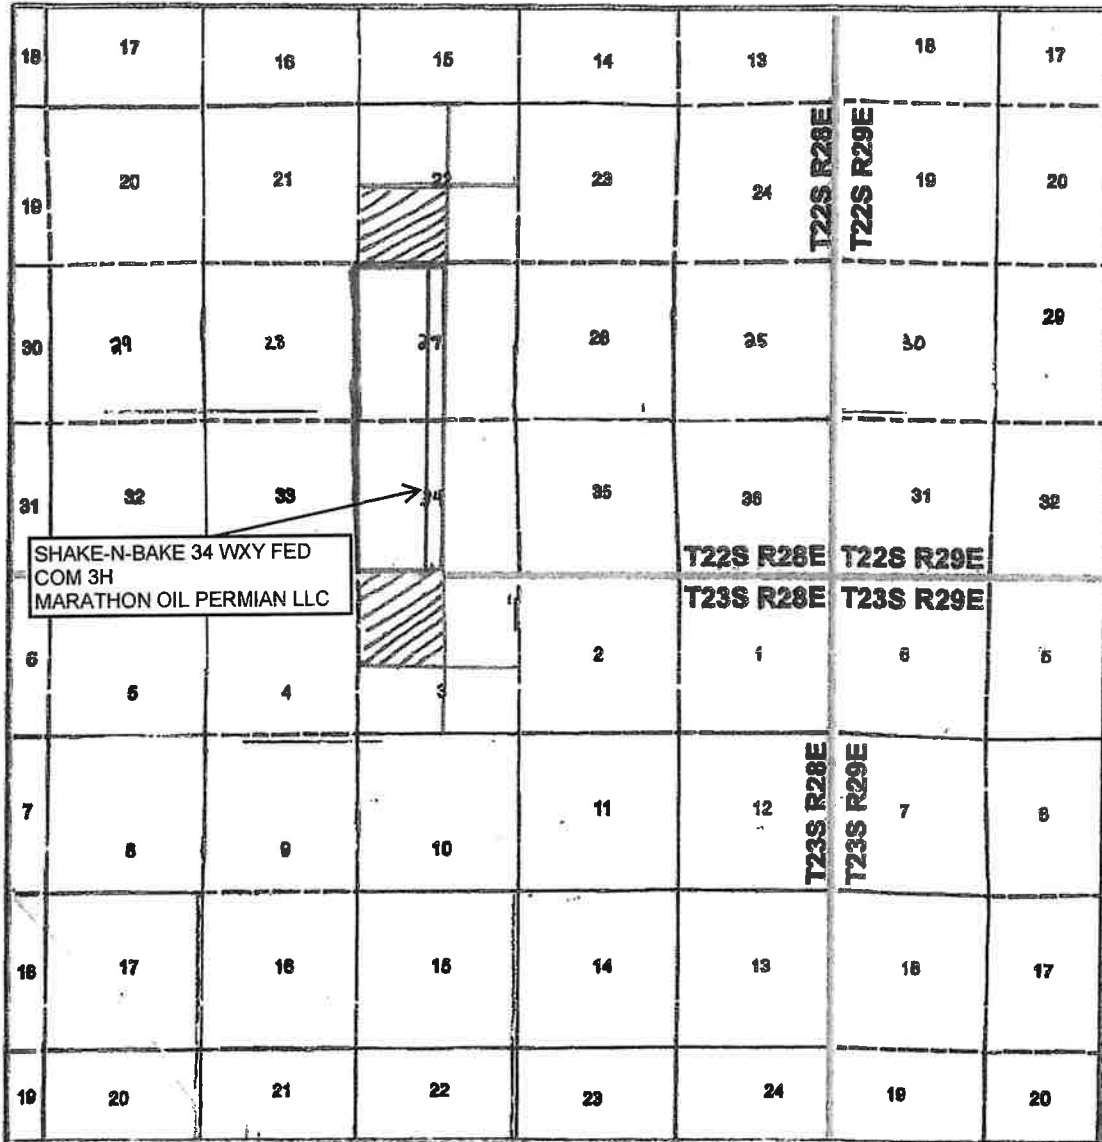 18 17 16 15 14 13 18 17
19 20 21 22 23 24 19 20
T22S R28E
T22S R29E
30 29 28 27 26 25 30 29
31 32 33 34 35 36 31 32
SHAKE-N-BAKE 34 WXY FED
COM 3H
MARATHON OIL PERMIAN LLC
T22S R28E T22S R29E
T23S R28E T23S R29E
6 5 4 3 2 1 6 5
7 8 9 10 11 12 7 8
T23S R28E
T23S R29E
18 17 16 15 14 13 18 17
19 20 21 22 23 24 19 20